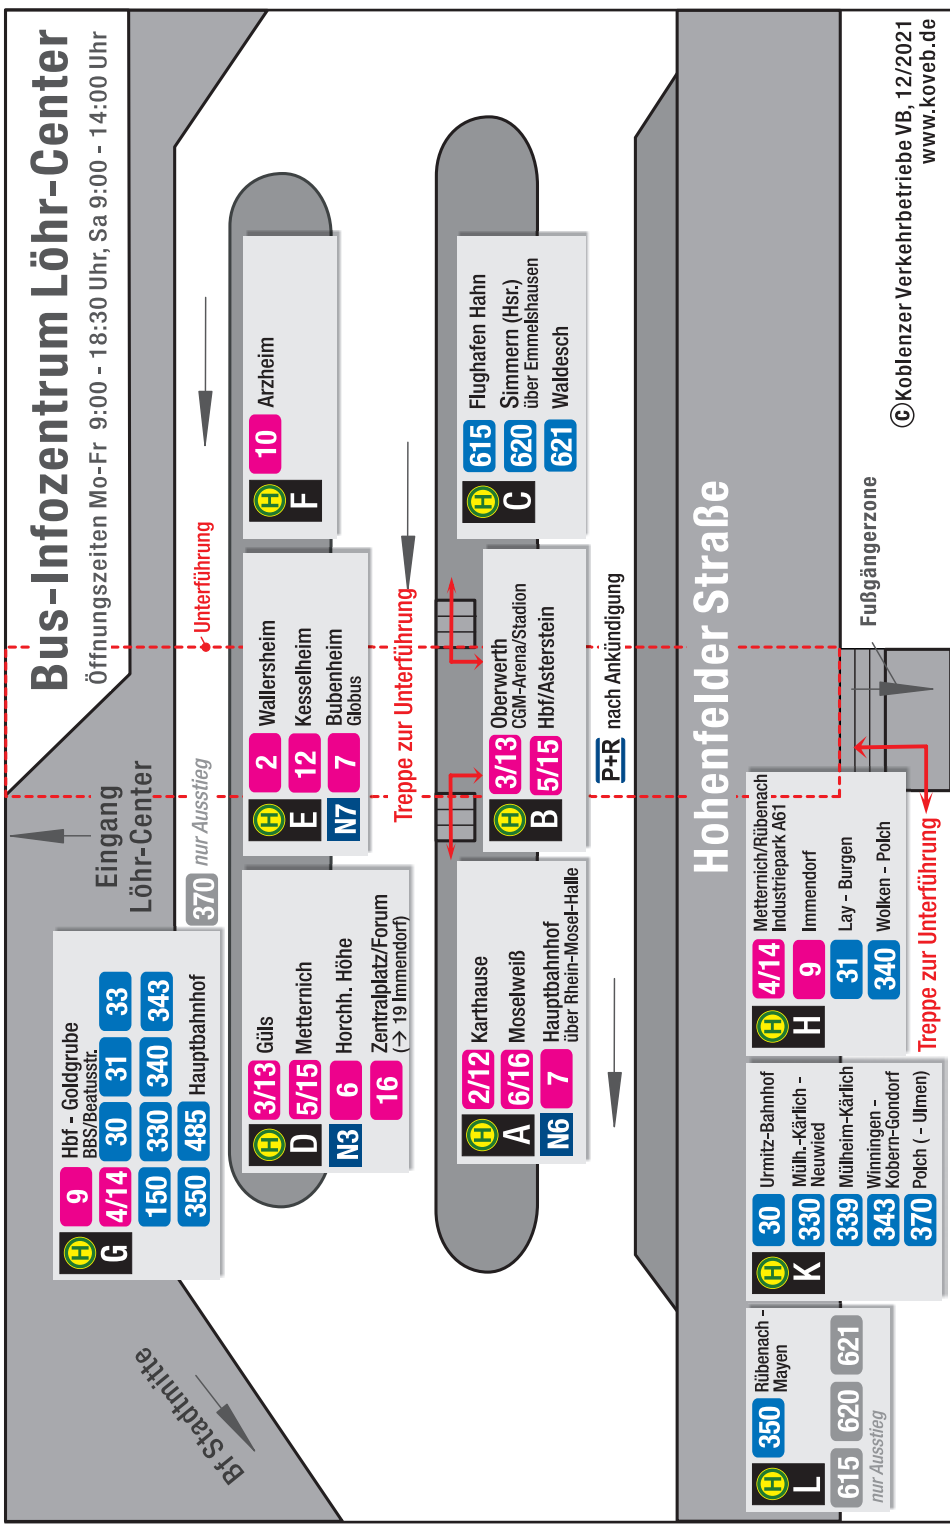 Bus-Infozentrum Löhr-Center
Öffnungszeiten Mo-Fr 9:00 - 18:30 Uhr, Sa 9:00 - 14:00 Uhr
Bf Stadtmitte
Eingang
Löhr-Center
H
G
9
Hbf - Goldgrube
BBS/Beatusstr.
4/14
30
31
33
150
330
340
343
350
485
Hauptbahnhof
370 nur Ausstieg
Unterführung
H
D
N3
3/13 Güls
5/15 Metternich
6 Horchh. Höhe
16 Zentralplatz/Forum
(→ 19 Immendorf)
H
E
N7
2 Wallersheim
12 Kesselheim
7 Bubenheim
Globus
H
F
10 Arzheim
Treppe zur Unterführung
H
A
N6
2/12 Karthause
6/16 Moselweiß
7 Hauptbahnhof
über Rhein-Mosel-Halle
H
B
3/13 Oberwerth
CGM-Arena/Stadion
5/15 Hbf/Asterstein
P+R nach Ankündigung
H
C
615 Flughafen Hahn
620 Simmern (Hsr.)
über Emmelshausen
621 Waldesch
Hohenfelder Straße
H
L
350 Rübenach -
Mayen
615 620 621
nur Ausstieg
H
K
30 Urmitz-Bahnhof
330 Mülh.-Kärlich -
Neuwied
339 Mülheim-Kärlich
343 Winningen -
Kobern-Gondorf
370 Polch ( - Ulmen)
H
H
4/14 Metternich/Rübenach
Industriepark A61
9 Immendorf
31 Lay - Burgen
340 Wolken - Polch
Treppe zur Unterführung
Fußgängerzone
©Koblenzer Verkehrbetriebe VB, 12/2021
www.koveb.de